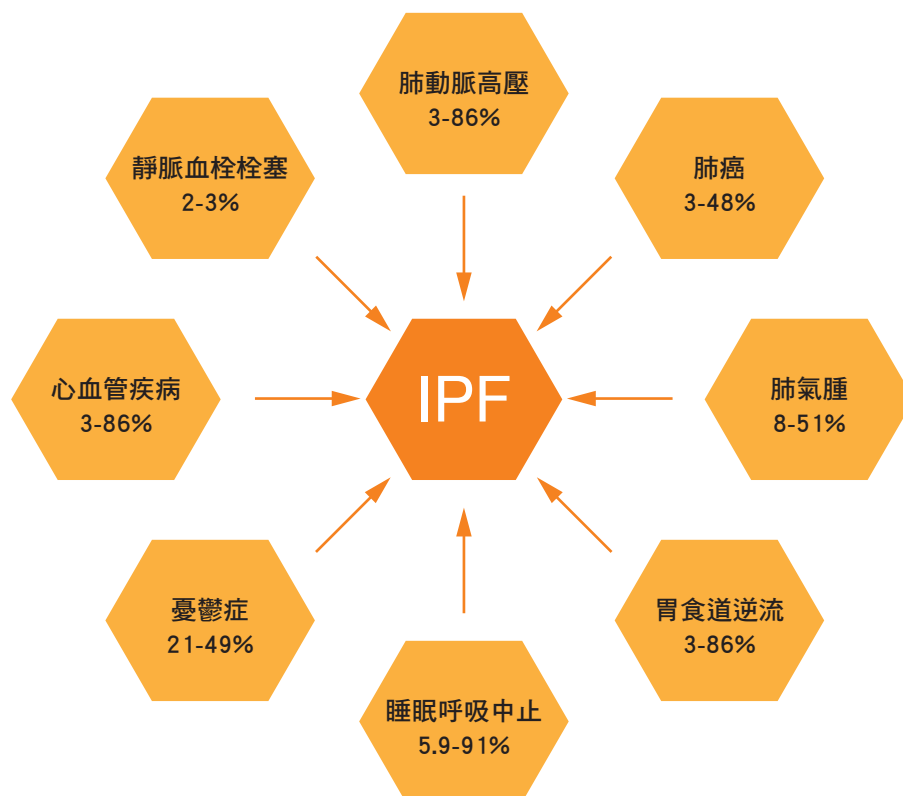 肺動脈高壓
3-86%
靜脈血栓栓塞
2-3%
肺癌
3-48%
心血管疾病
3-86%
IPF
肺氣腫
8-51%
憂鬱症
21-49%
胃食道逆流
3-86%
睡眠呼吸中止
5.9-91%